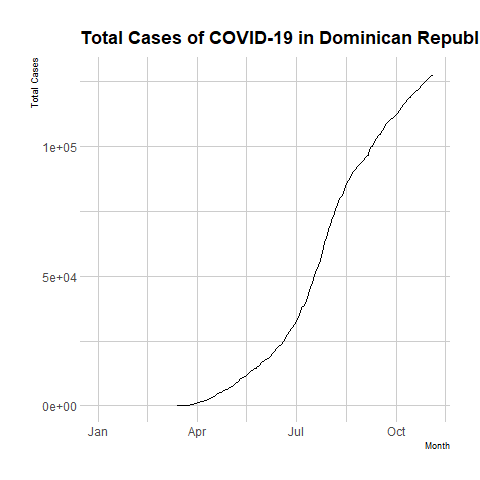 Total Cases of COVID-19 in Dominican Republ
Total Cases
1e+05
5e+04
0e+00
Jan Apr Jul Oct
Month